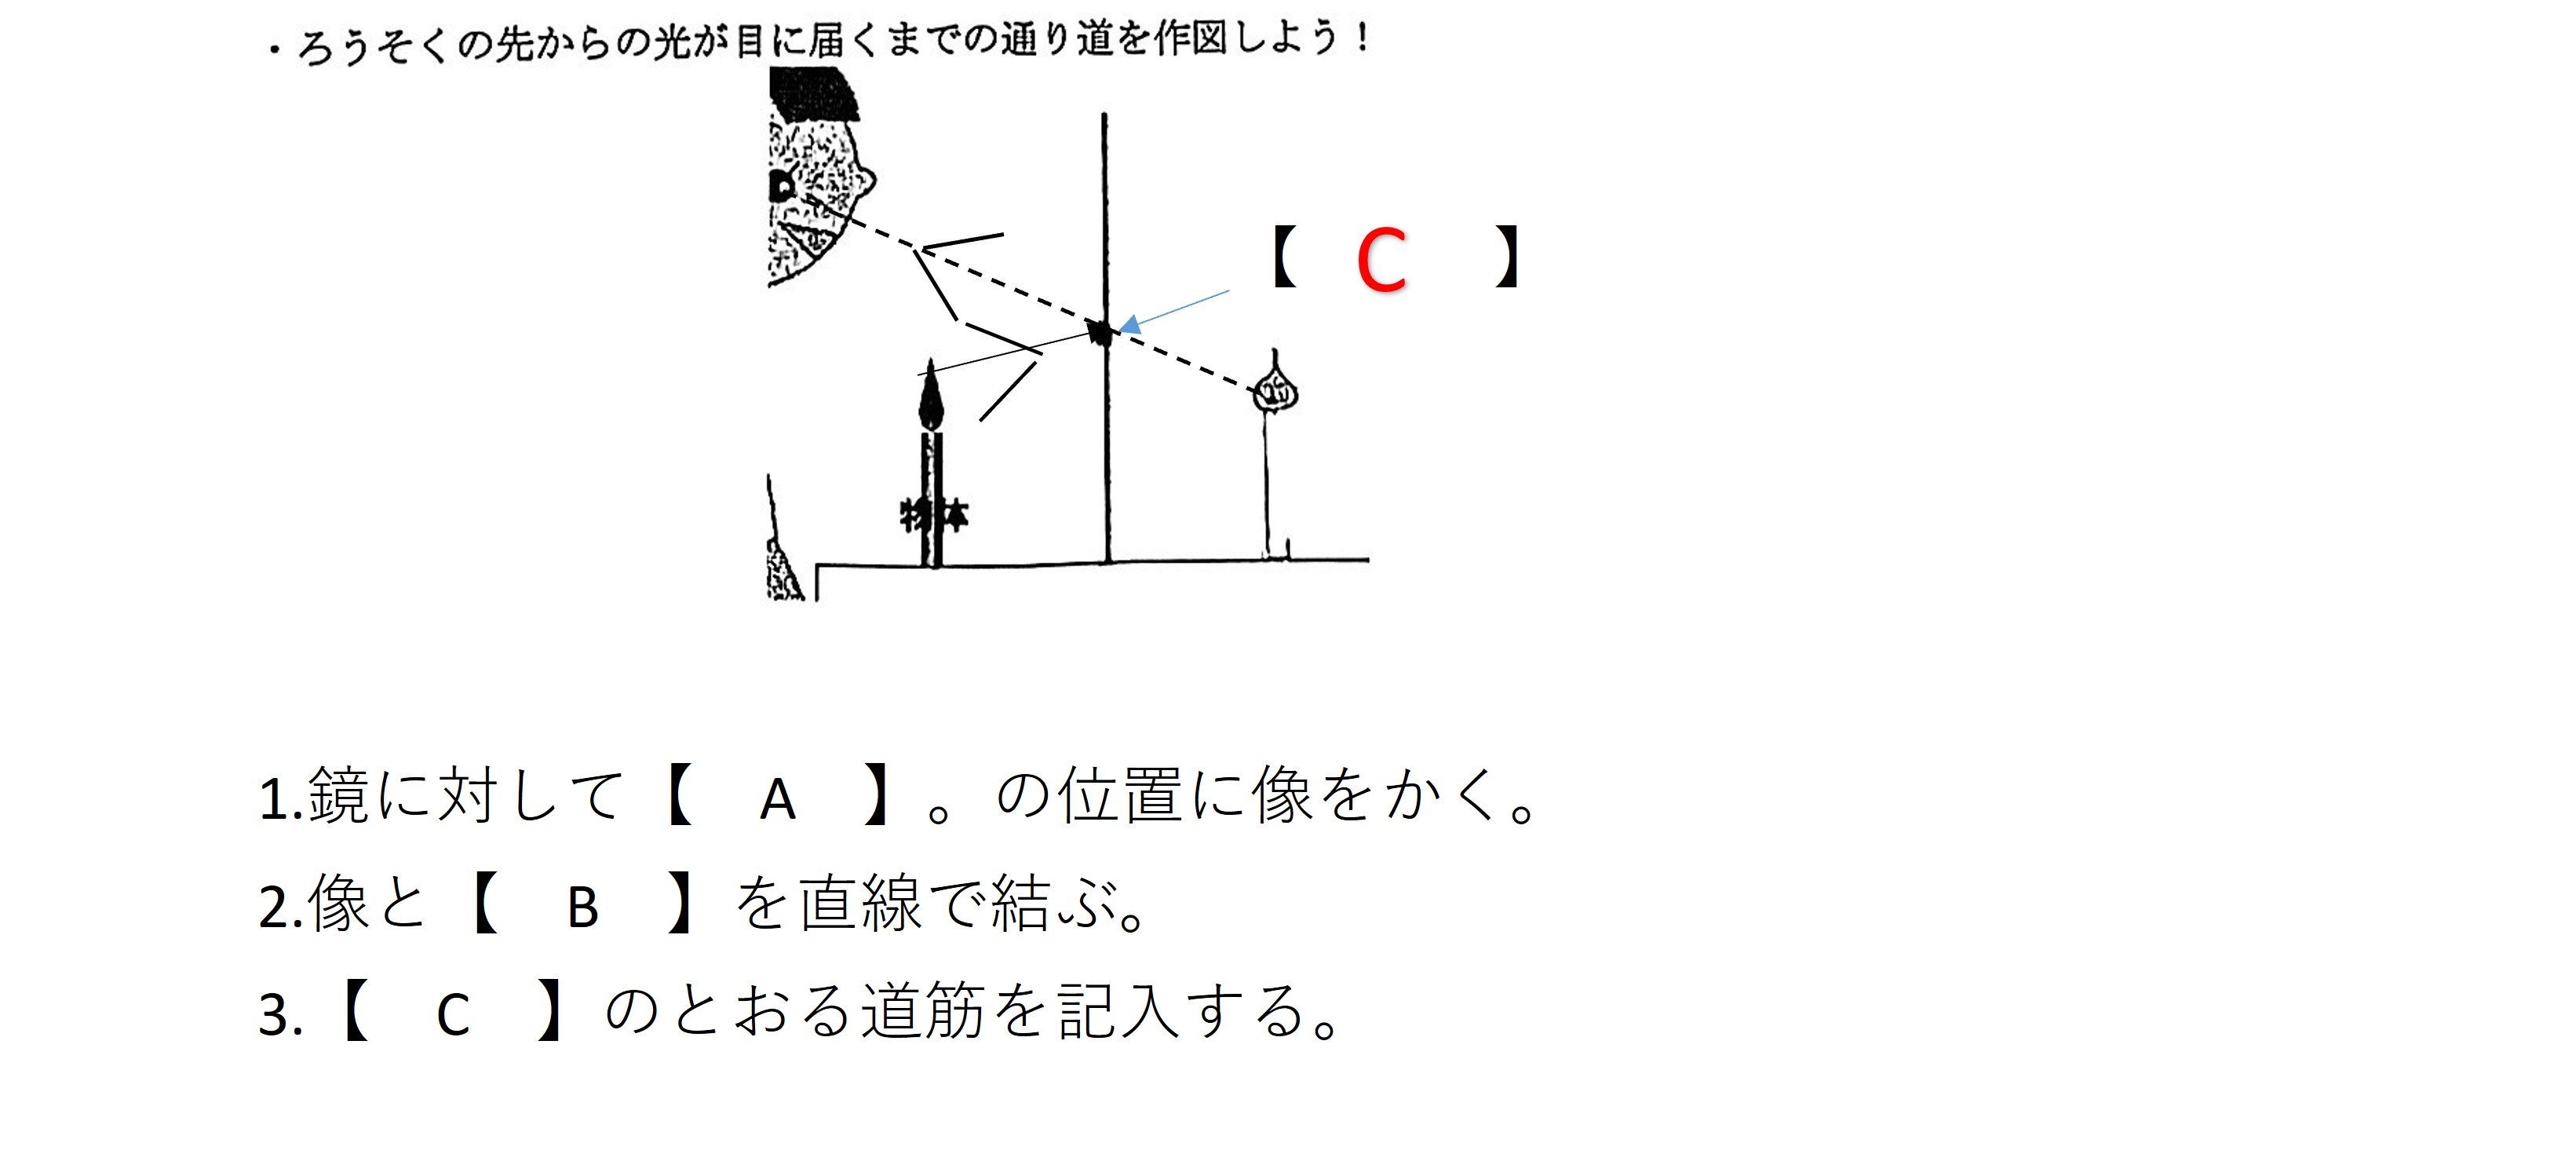 ・ろうそくの先からの光が目に届くまでの通り道を作図しよう！
【　C　】
物体
1.鏡に対して【　A　】。の位置に像をかく。
2.像と【　B　】を直線で結ぶ。
3.【　C　】のとおる道筋を記入する。